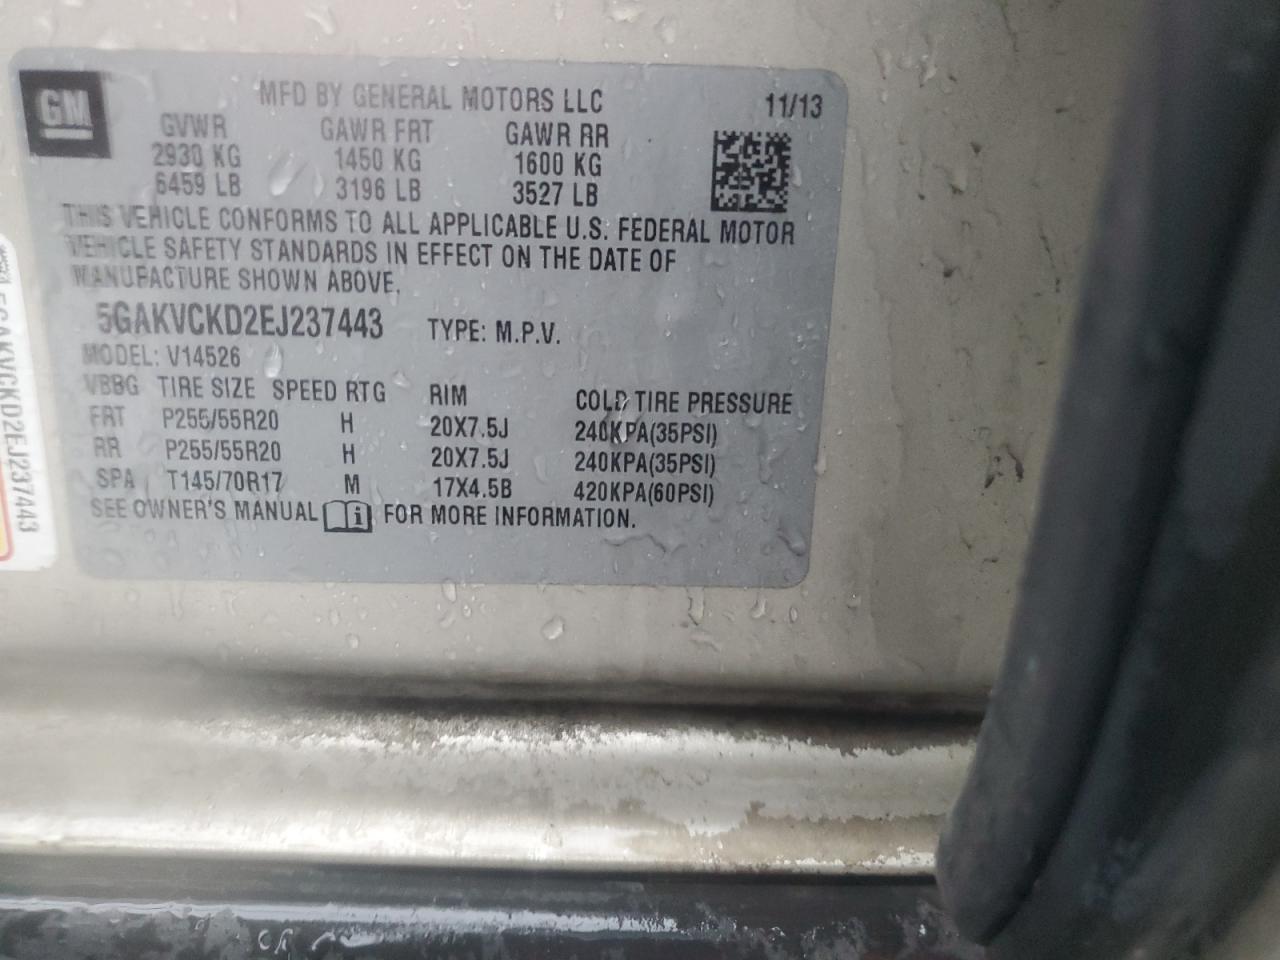 GM
MFD BY GENERAL MOTORS LLC 11/13
GVWR GAWR FRT GAWR RR
2930 KG 1450 KG 1600 KG
6459 LB 3196 LB 3527 LB
THIS VEHICLE CONFORMS TO ALL APPLICABLE U.S. FEDERAL MOTOR
VEHICLE SAFETY STANDARDS IN EFFECT ON THE DATE OF
MANUFACTURE SHOWN ABOVE.
5GAKVCKD2EJ237443 TYPE: M.P.V.
MODEL: V14526
VBBG TIRE SIZE SPEED RTG RIM COLD TIRE PRESSURE
FRT P255/55R20 H 20X7.5J 240KPA(35PSI)
RR P255/55R20 H 20X7.5J 240KPA(35PSI)
SPA T145/70R17 M 17X4.5B 420KPA(60PSI)
SEE OWNER'S MANUAL i FOR MORE INFORMATION.
5GAKVCKD2EJ237443